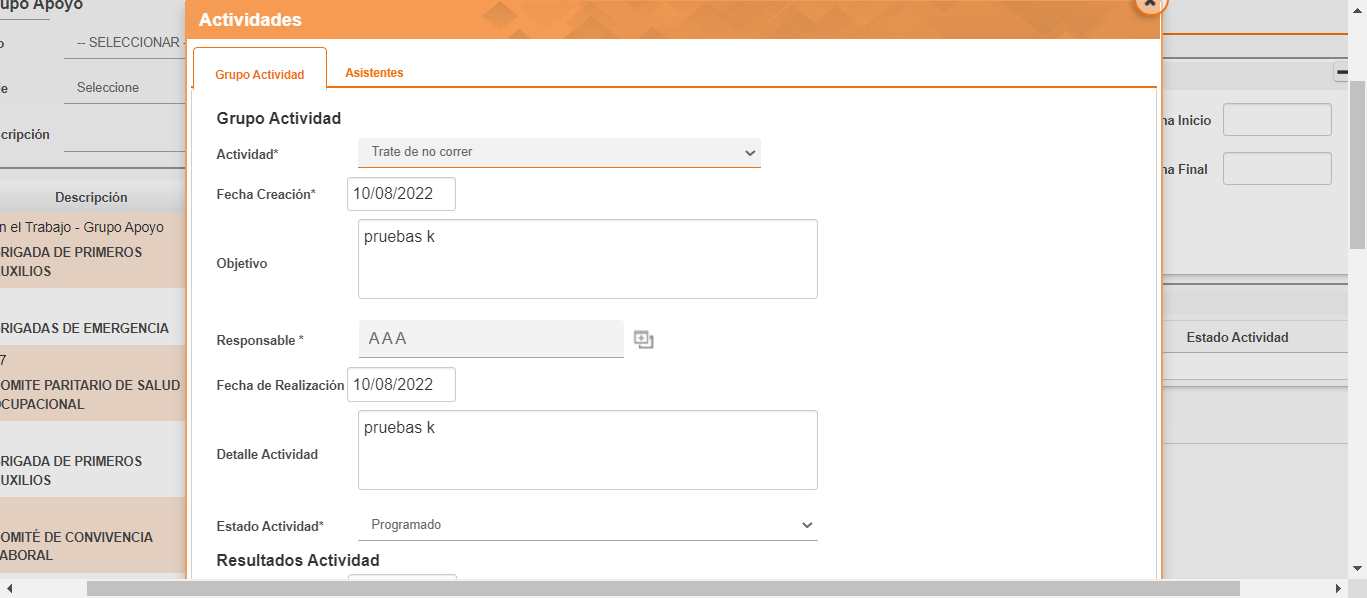 upo Apoyo
Actividades
-- SELECCIONAR -
Seleccione
cripción
Descripción
n el Trabajo - Grupo Apoyo
RIGADA DE PRIMEROS
UXILIOS
RIGADAS DE EMERGENCIA
7
OMITE PARITARIO DE SALUD
OCUPACIONAL
RIGADA DE PRIMEROS
UXILIOS
OMITÉ DE CONVIVENCIA
ABORAL
Grupo Actividad
Asistentes
Grupo Actividad
Actividad*
Trate de no correr
Fecha Creación*
10/08/2022
Objetivo
pruebas k
Responsable *
AAA
Fecha de Realización
10/08/2022
Detalle Actividad
pruebas k
Estado Actividad*
Programado
Resultados Actividad
na Inicio
na Final
Estado Actividad